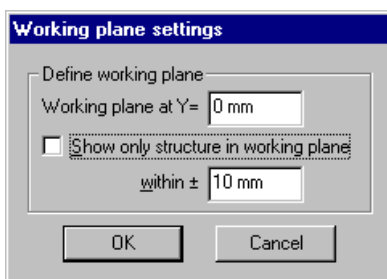 Working plane settings
Define working plane
Working plane at Y= 0 mm
Show only structure in working plane
within ± 10 mm
OK Cancel